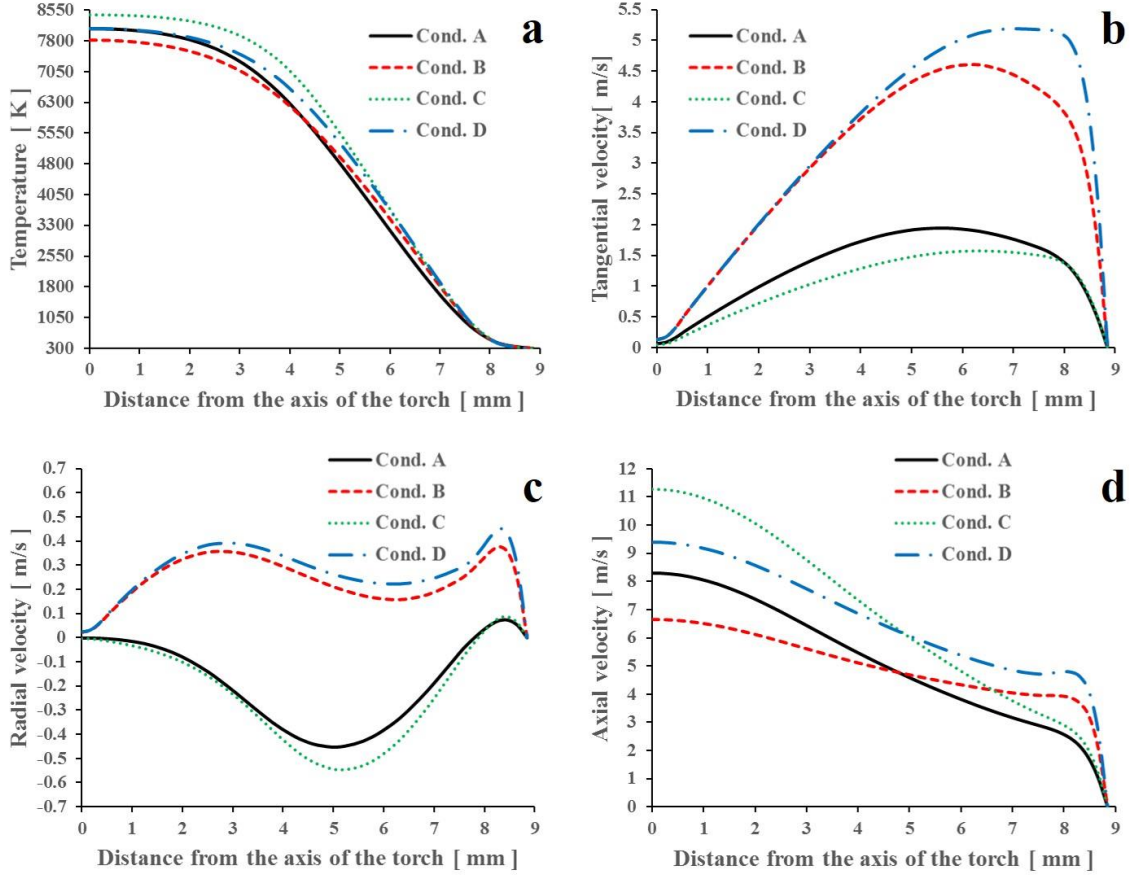 a
Cond. A
Cond. B
Cond. C
Cond. D
Temperature [ K]
8550
7800
7050
6300
5550
4800
4050
3300
2550
1800
1050
300
0 1 2 3 4 5 6 7 8 9
Distance from the axis of the torch [ mm ]
b
Cond. A
Cond. B
Cond. C
Cond. D
Tangential velocity[ m/s]
5.5
5
4.5
4
3.5
3
2.5
2
1.5
1
0.5
0
0 1 2 3 4 5 6 7 8 9
Distance from the axis of the torch [ mm ]
c
Cond. A
Cond. B
Cond. C
Cond. D
Radial velocity [ m/s]
0.7
0.6
0.5
0.4
0.3
0.2
0.1
0
-0.1
-0.2
-0.3
-0.4
-0.5
-0.6
-0.7
0 1 2 3 4 5 6 7 8 9
Distance from the axis of the torch [ mm ]
d
Cond. A
Cond. B
Cond. C
Cond. D
Axial velocity [ m/s]
12
11
10
9
8
7
6
5
4
3
2
1
0
0 1 2 3 4 5 6 7 8 9
Distance from the axis of the torch [ mm ]